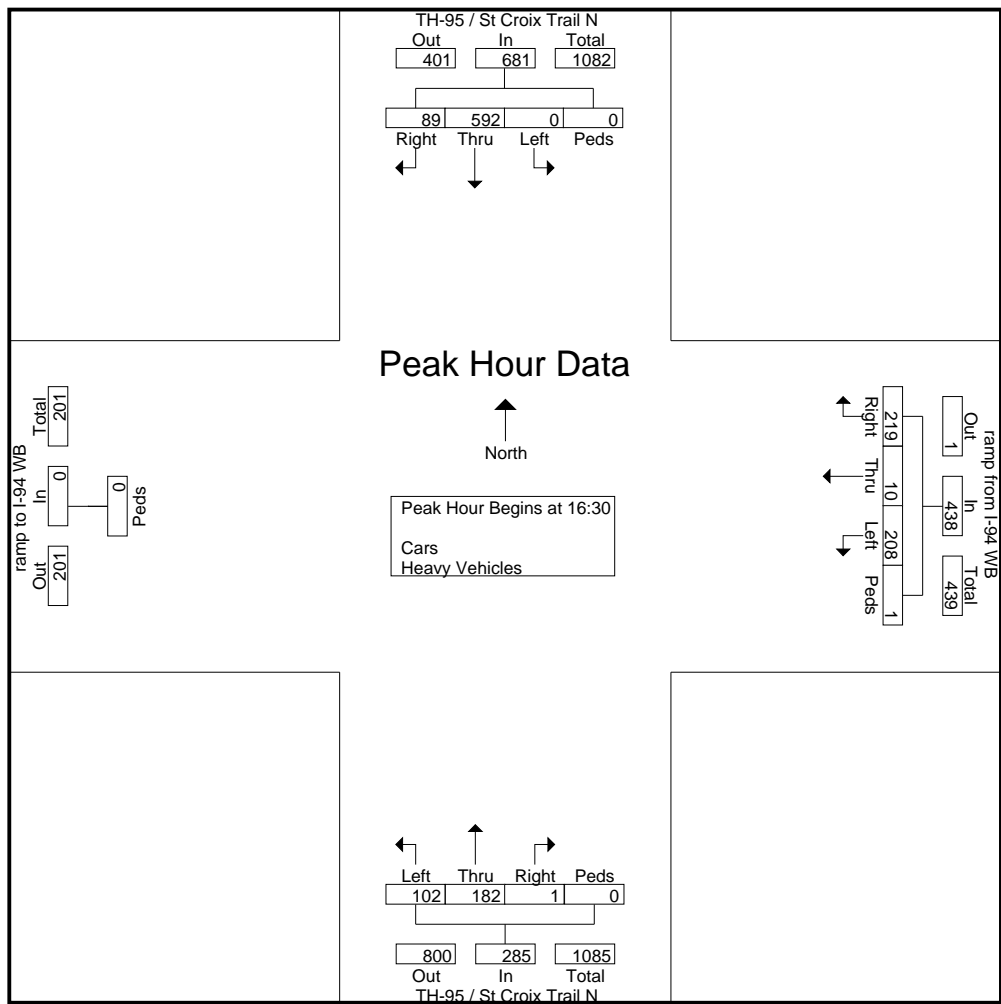 TH-95 / St Croix Trail N
Out In Total
401 681 1082
89 592 0 0
Right Thru Left Peds
Peak Hour Data
North
Peak Hour Begins at 16:30
Cars
Heavy Vehicles
ramp to I-94 WB
Out In Total
201 0 201
0
Peds
ramp from I-94 WB
Out In Total
1 438 439
219 10 208 1
Right Thru Left Peds
Left Thru Right Peds
102 182 1 0
800 285 1085
Out In Total
TH-95 / St Croix Trail N